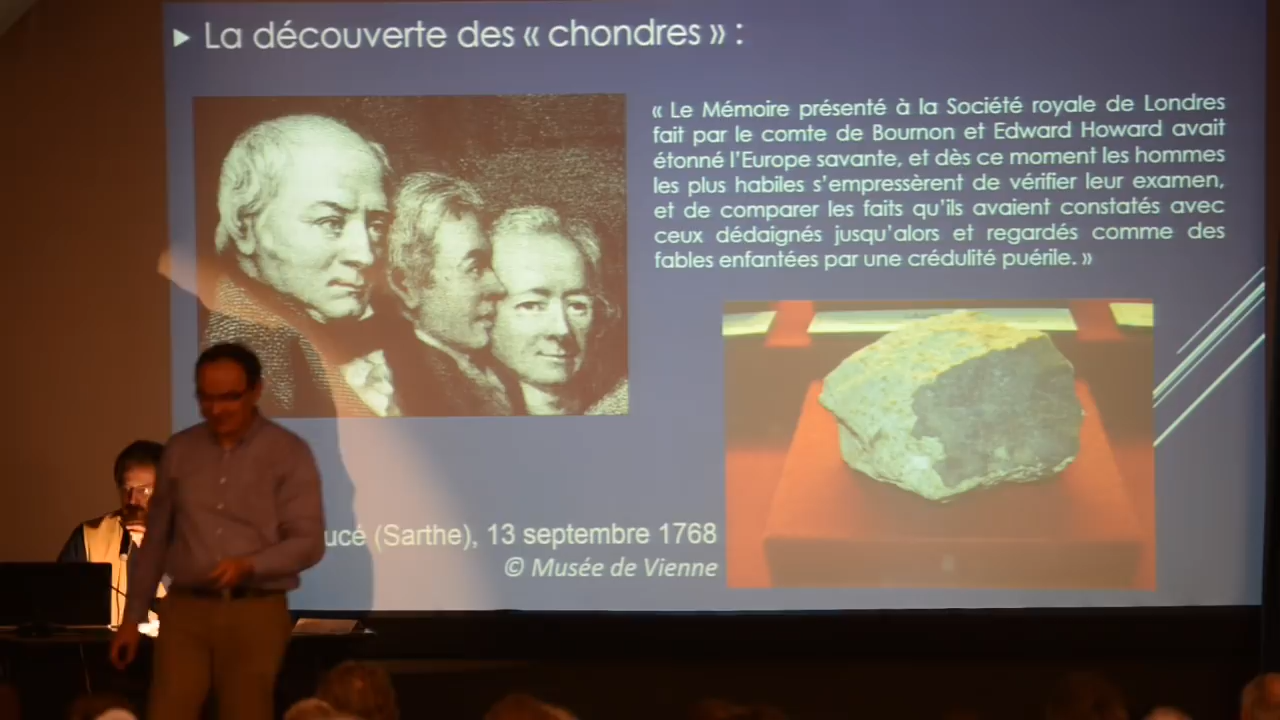 La découverte des « chondres » :
« Le Mémoire présenté à la Société royale de Londres
fait par le comte de Bournon et Edward Howard avait
étonné l'Europe savante, et dès ce moment les hommes
les plus habiles s'empressèrent de vérifier leur examen,
et de comparer les faits qu'ils avaient constatés avec
ceux dédaignés jusqu'alors et regardés comme des
fables enfantées par une crédulité puérile. »
ucé (Sarthe), 13 septembre 1768
© Musée de Vienne